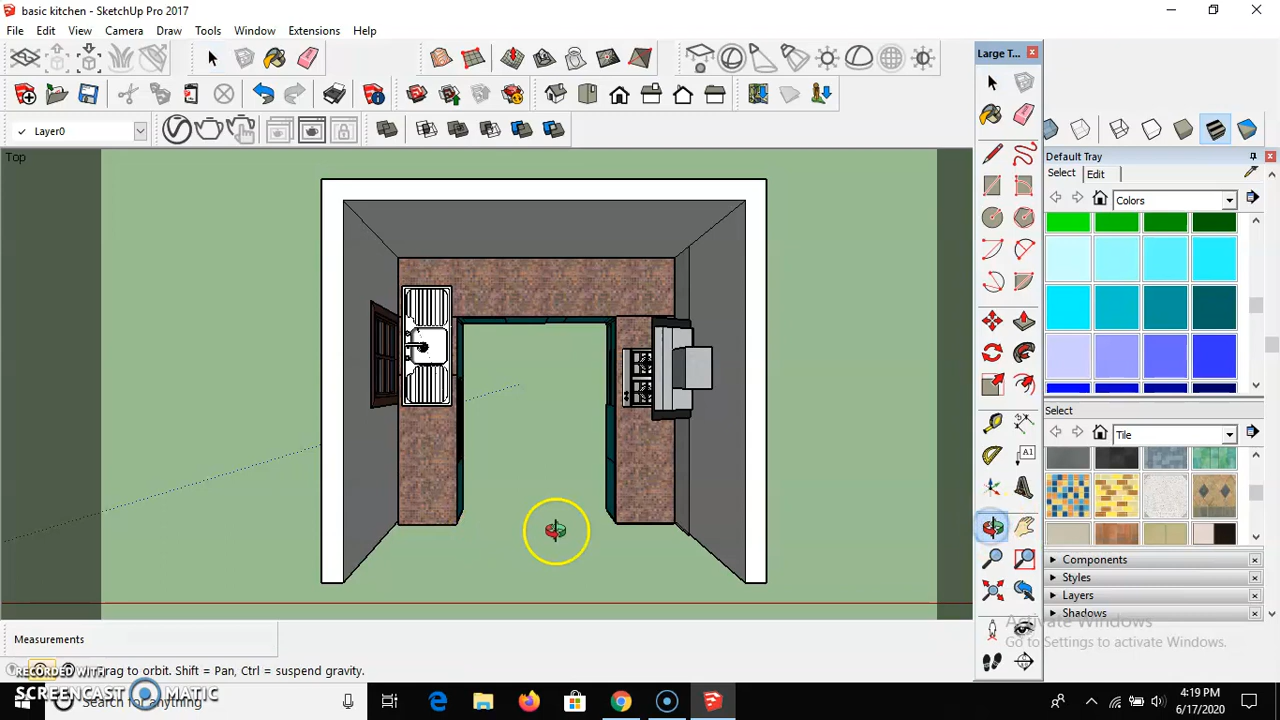 basic kitchen - SketchUp Pro 2017
File Edit View Camera Draw Tools Window Extensions Help
Large T...
Layer0
Top
Default Tray
Select Edit
Colors
Select
Tile
A1
Components
Styles
Layers
Shadows
Activate Windows
Go to Settings to activate Windows.
Measurements
drag to orbit. Shift = Pan, Ctrl = suspend gravity.
RECORDED WITH
SCREENCAST MATIC
Search for anything
4:19 PM
6/17/2020